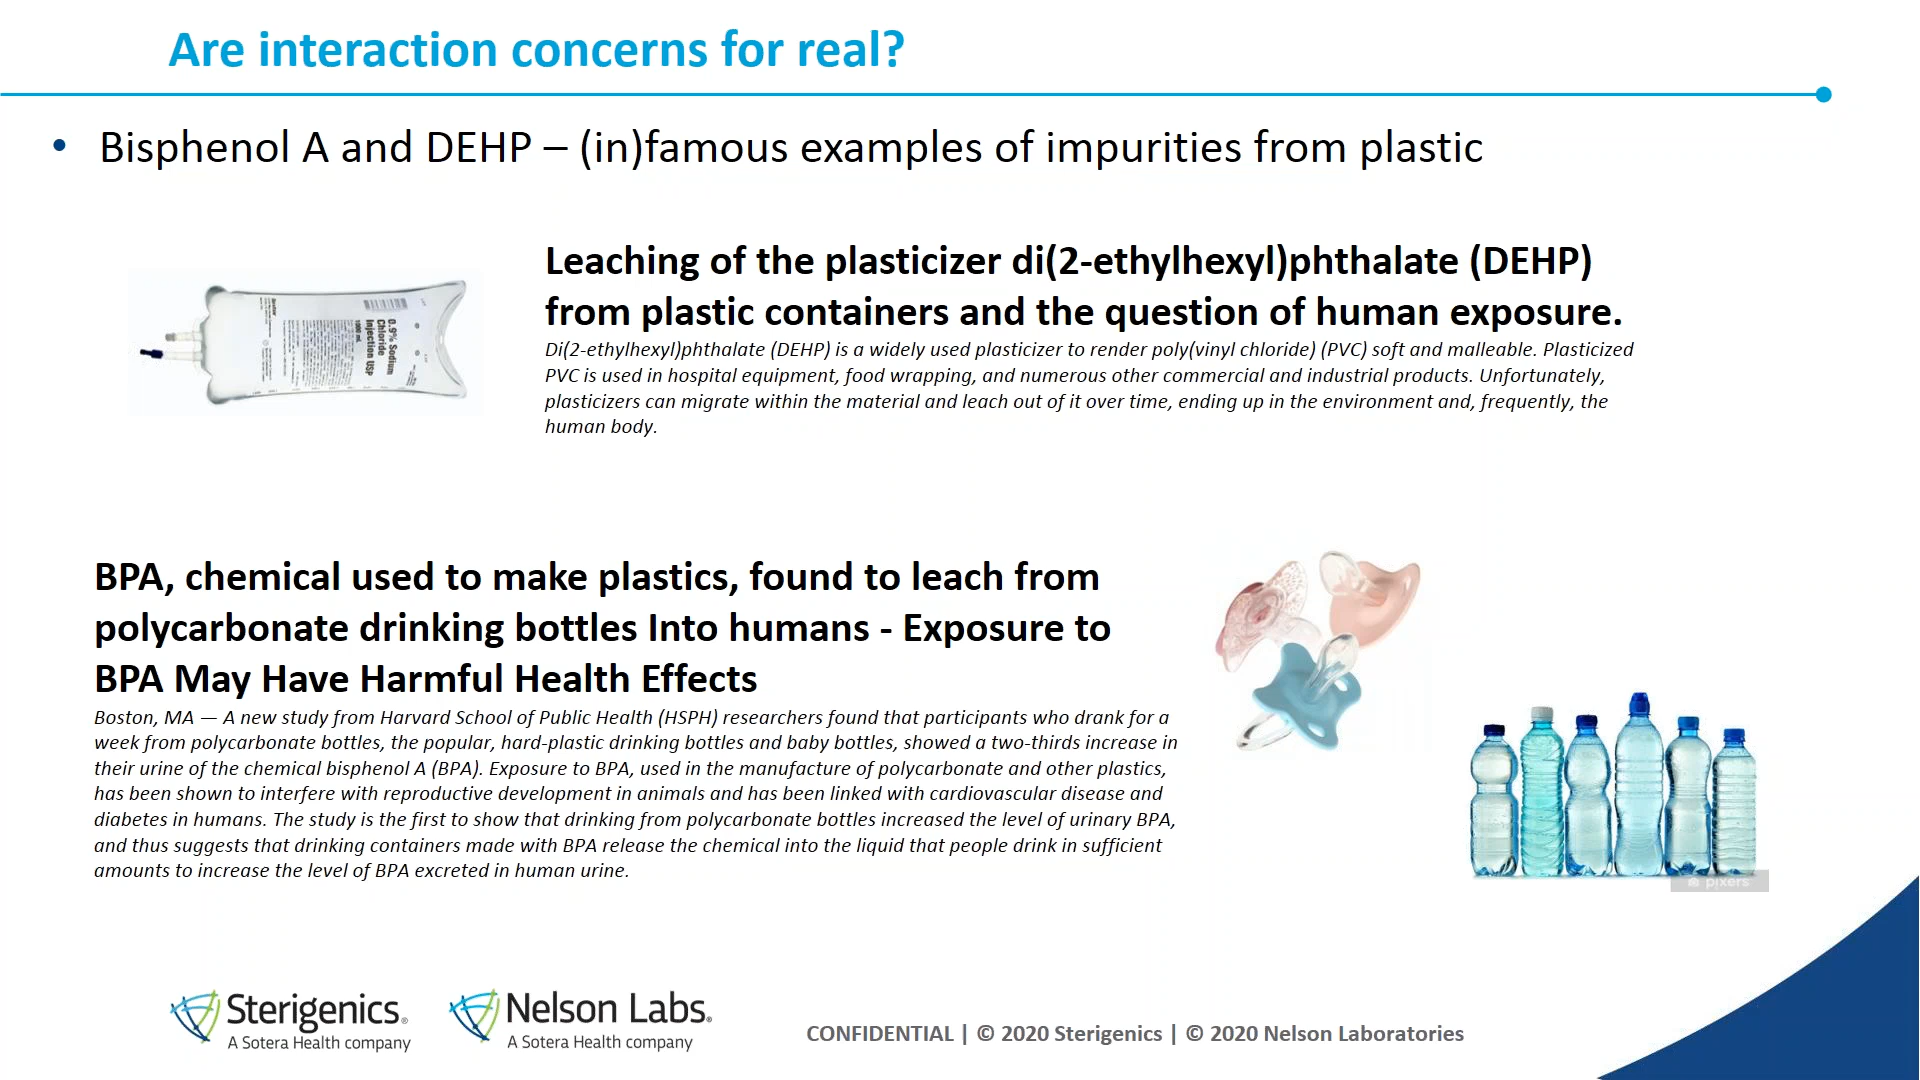 Are interaction concerns for real?
• Bisphenol A and DEHP – (in)famous examples of impurities from plastic
Leaching of the plasticizer di(2-ethylhexyl)phthalate (DEHP)
from plastic containers and the question of human exposure.
Di(2-ethylhexyl)phthalate (DEHP) is a widely used plasticizer to render poly(vinyl chloride) (PVC) soft and malleable. Plasticized
PVC is used in hospital equipment, food wrapping, and numerous other commercial and industrial products. Unfortunately,
plasticizers can migrate within the material and leach out of it over time, ending up in the environment and, frequently, the
human body.
0.9% Sodium
Chloride
Injection USP
1000 mL
BPA, chemical used to make plastics, found to leach from
polycarbonate drinking bottles Into humans - Exposure to
BPA May Have Harmful Health Effects
Boston, MA — A new study from Harvard School of Public Health (HSPH) researchers found that participants who drank for a
week from polycarbonate bottles, the popular, hard-plastic drinking bottles and baby bottles, showed a two-thirds increase in
their urine of the chemical bisphenol A (BPA). Exposure to BPA, used in the manufacture of polycarbonate and other plastics,
has been shown to interfere with reproductive development in animals and has been linked with cardiovascular disease and
diabetes in humans. The study is the first to show that drinking from polycarbonate bottles increased the level of urinary BPA,
and thus suggests that drinking containers made with BPA release the chemical into the liquid that people drink in sufficient
amounts to increase the level of BPA excreted in human urine.
pixers
Sterigenics®
A Sotera Health company
Nelson Labs®
A Sotera Health company
CONFIDENTIAL | © 2020 Sterigenics | © 2020 Nelson Laboratories